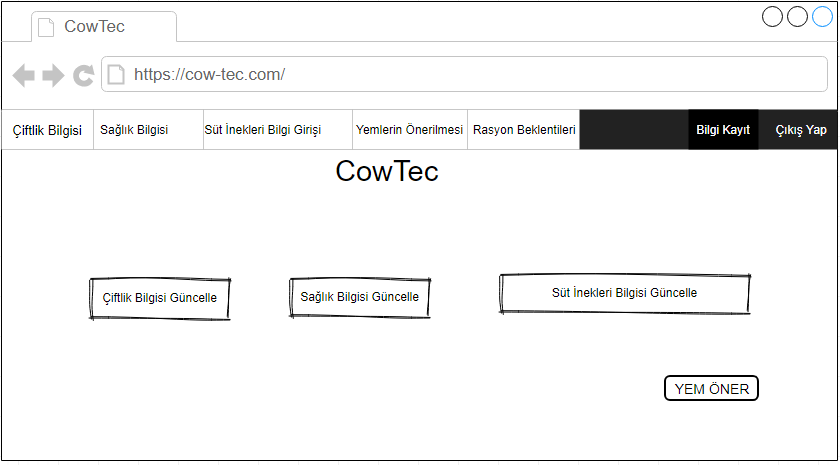 CowTec
https://cow-tec.com/
Çiftlik Bilgisi Sağlık Bilgisi Süt İnekleri Bilgi Girişi Yemlerin Önerilmesi Rasyon Beklentileri Bilgi Kayıt Çıkış Yap
CowTec
Çiftlik Bilgisi Güncelle Sağlık Bilgisi Güncelle Süt İnekleri Bilgisi Güncelle
YEM ÖNER